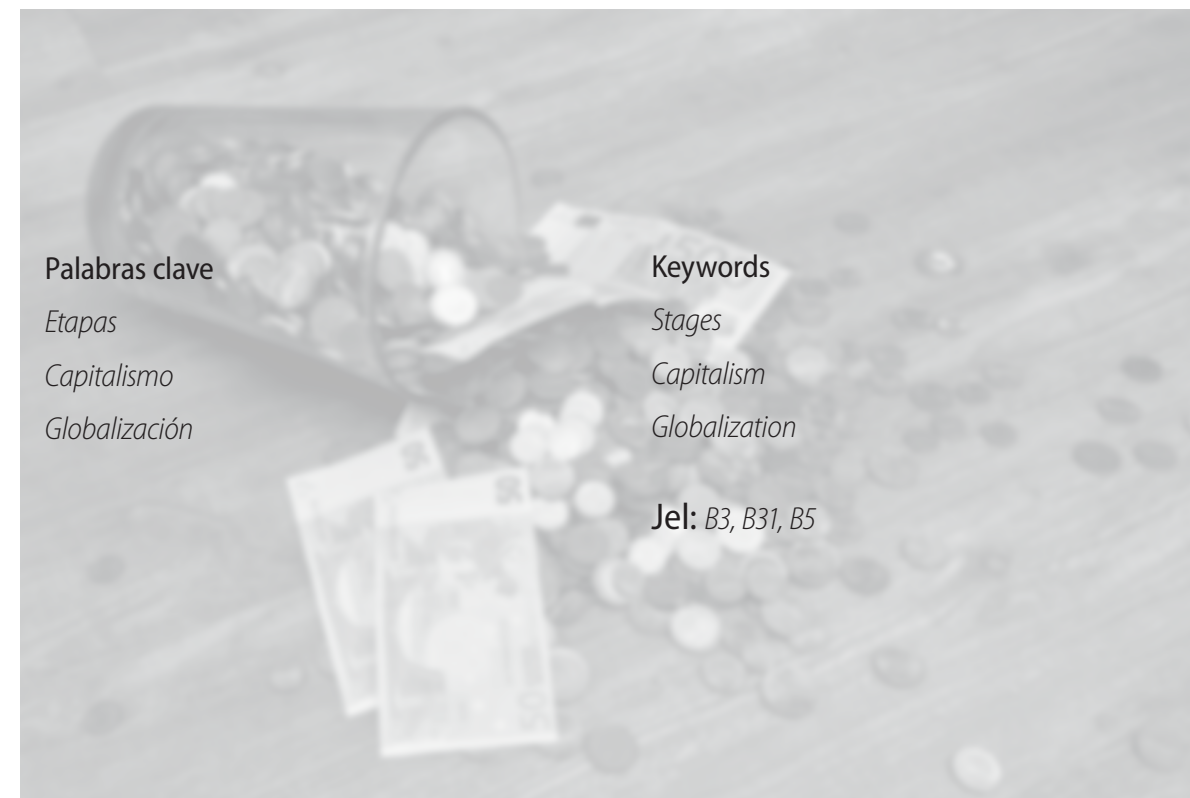 Palabras clave
Etapas
Capitalismo
Globalización
Keywords
Stages
Capitalism
Globalization
Jel: B3, B31, B5